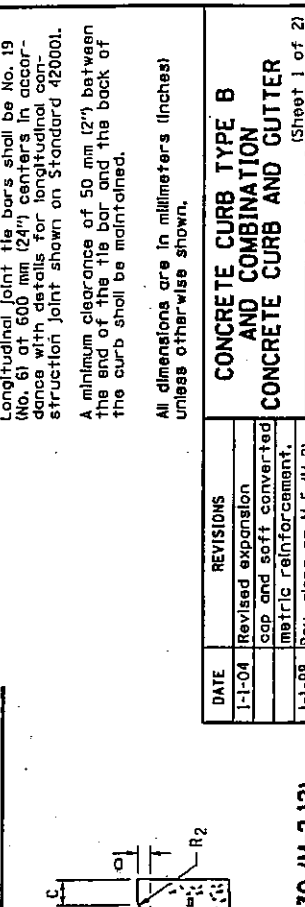 Longitudinal joint tie bars shall be No. 19
(No. 6) at 600 mm (24") centers in accor-
dance with details for longitudinal con-
struction joint shown on Standard 420001.
A minimum clearance of 50 mm (2") between
the end of the tie bar and the back of
the curb shall be maintained.
All dimensions are in millimeters (inches)
unless otherwise shown.
DATE REVISIONS
1-1-04 Revised expansion
cap and soft converted
metric reinforcement.
1-1-98
CONCRETE CURB TYPE B
AND COMBINATION
CONCRETE CURB AND GUTTER
(Sheet 1 of 2)
C
a
R2